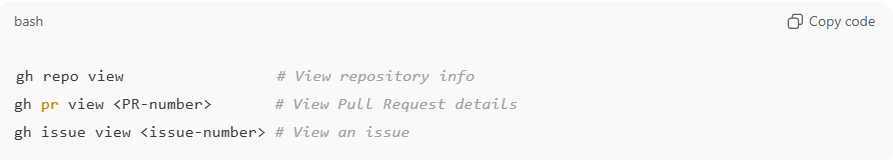 bash
Copy code
gh repo view # View repository info
gh pr view <PR-number> # View Pull Request details
gh issue view <issue-number> # View an issue